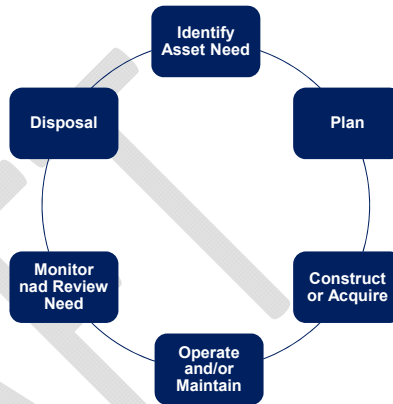 Identify
Asset Need
Plan
Construct
or Acquire
Operate
and/or
Maintain
Monitor
nad Review
Need
Disposal